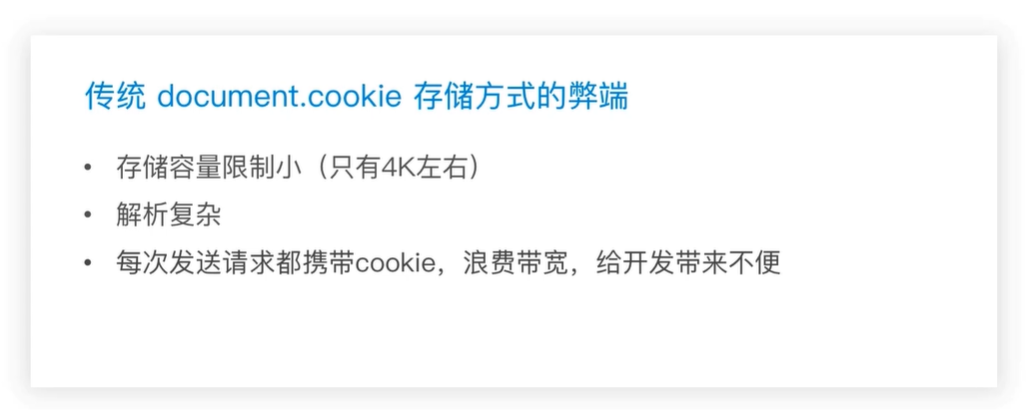 传统 document.cookie 存储方式的弊端
• 存储容量限制小（只有4K左右）
• 解析复杂
• 每次发送请求都携带cookie，浪费带宽，给开发带来不便